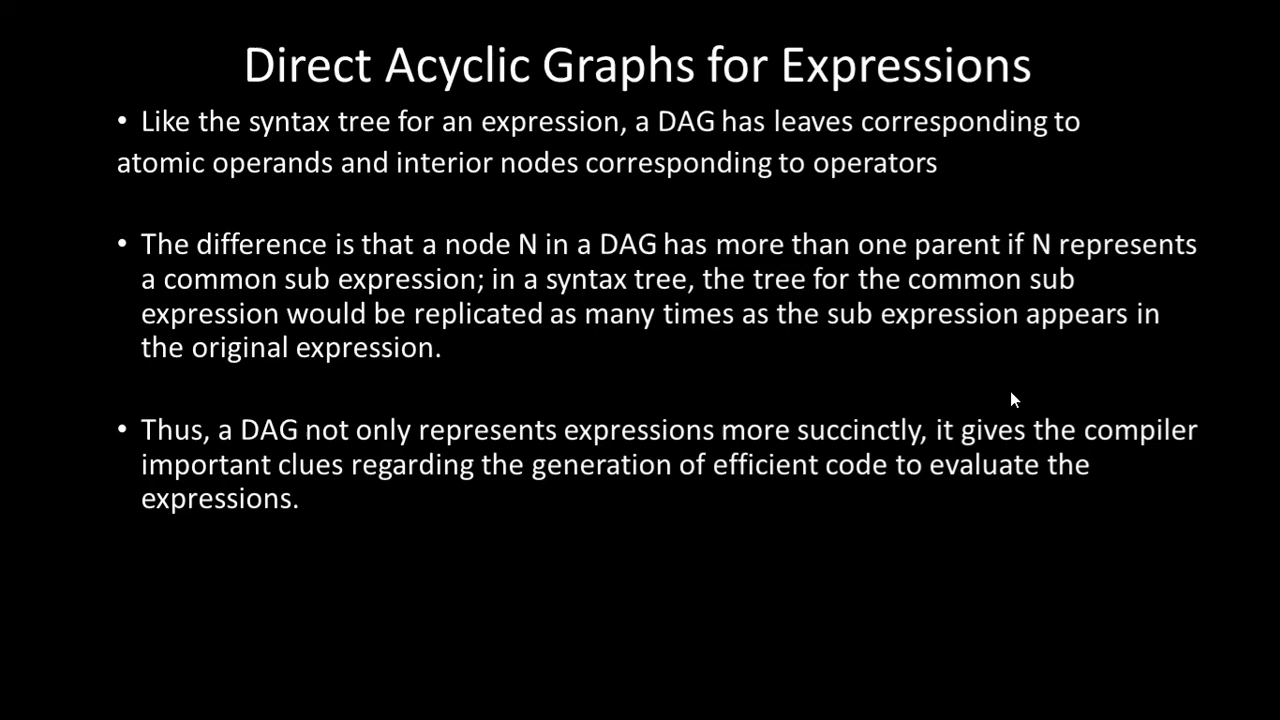 Direct Acyclic Graphs for Expressions
• Like the syntax tree for an expression, a DAG has leaves corresponding to
atomic operands and interior nodes corresponding to operators
• The difference is that a node N in a DAG has more than one parent if N represents
a common sub expression; in a syntax tree, the tree for the common sub
expression would be replicated as many times as the sub expression appears in
the original expression.
• Thus, a DAG not only represents expressions more succinctly, it gives the compiler
important clues regarding the generation of efficient code to evaluate the
expressions.